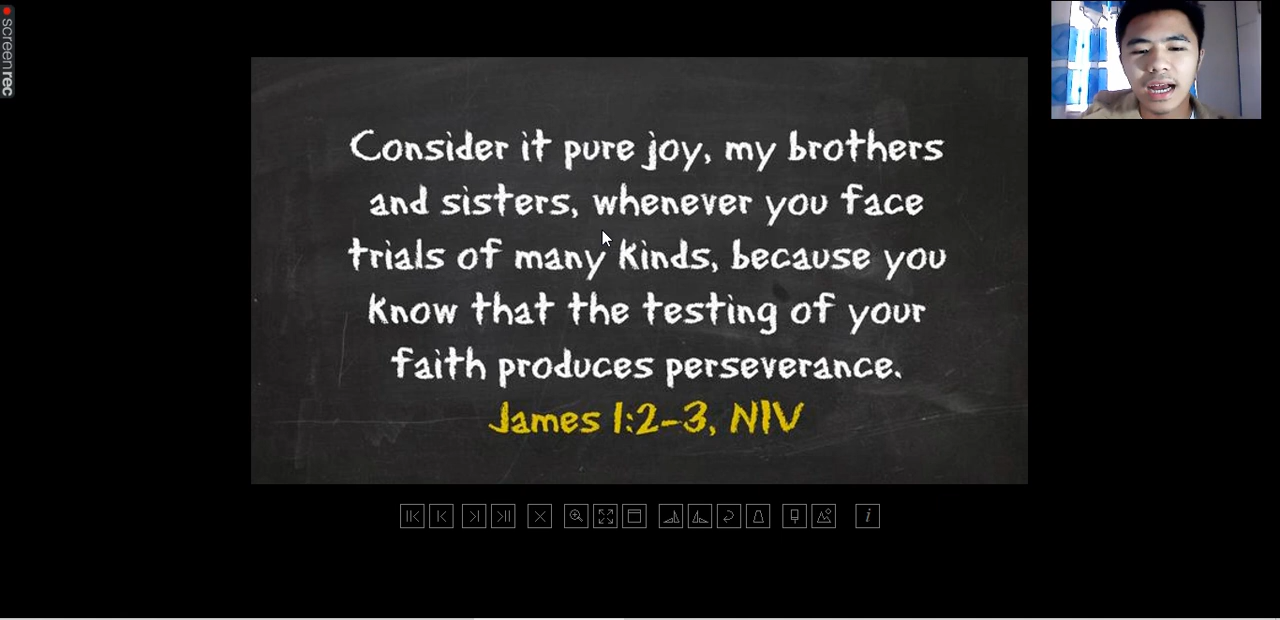 screenrec
Consider it pure joy, my brothers
and sisters, whenever you face
trials of many kinds, because you
know that the testing of your
faith produces perseverance.
James 1:2-3, NIV
i